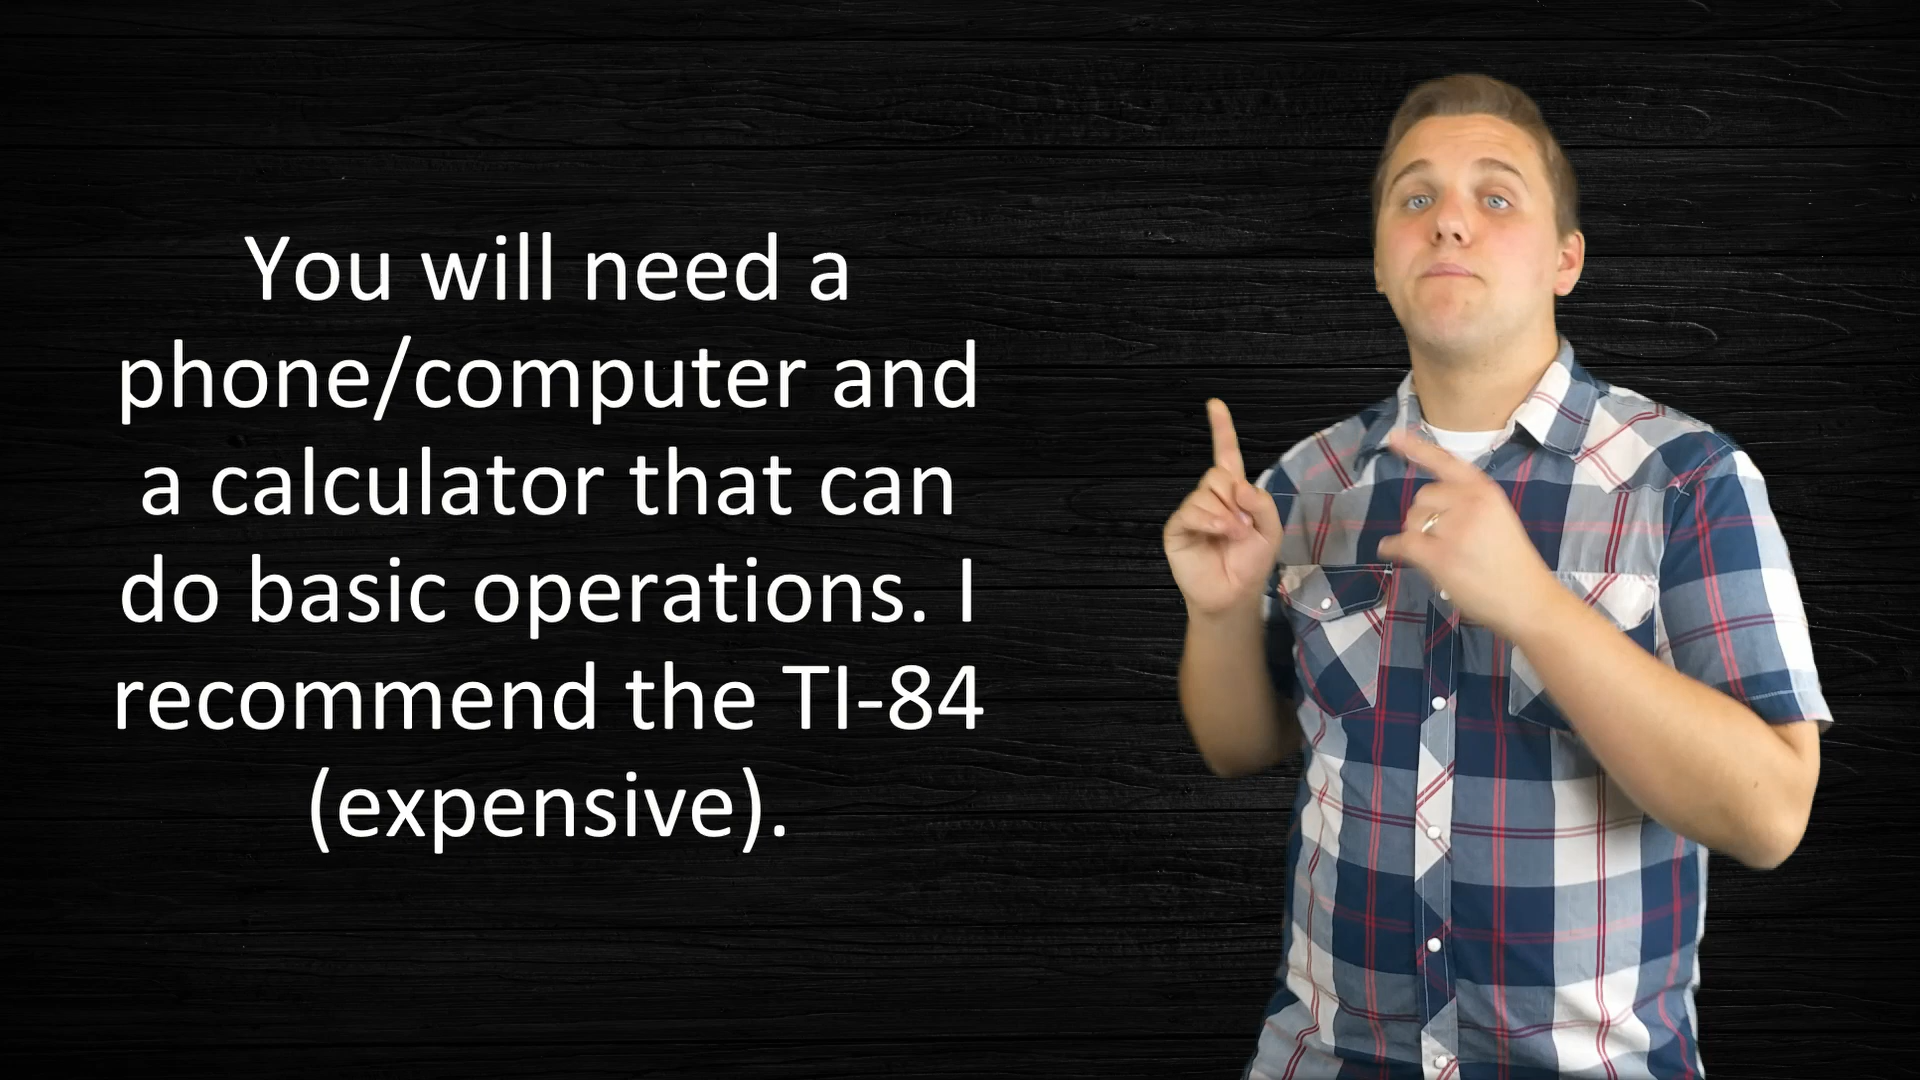 You will need a
phone/computer and
a calculator that can
do basic operations. I
recommend the TI-84
(expensive).